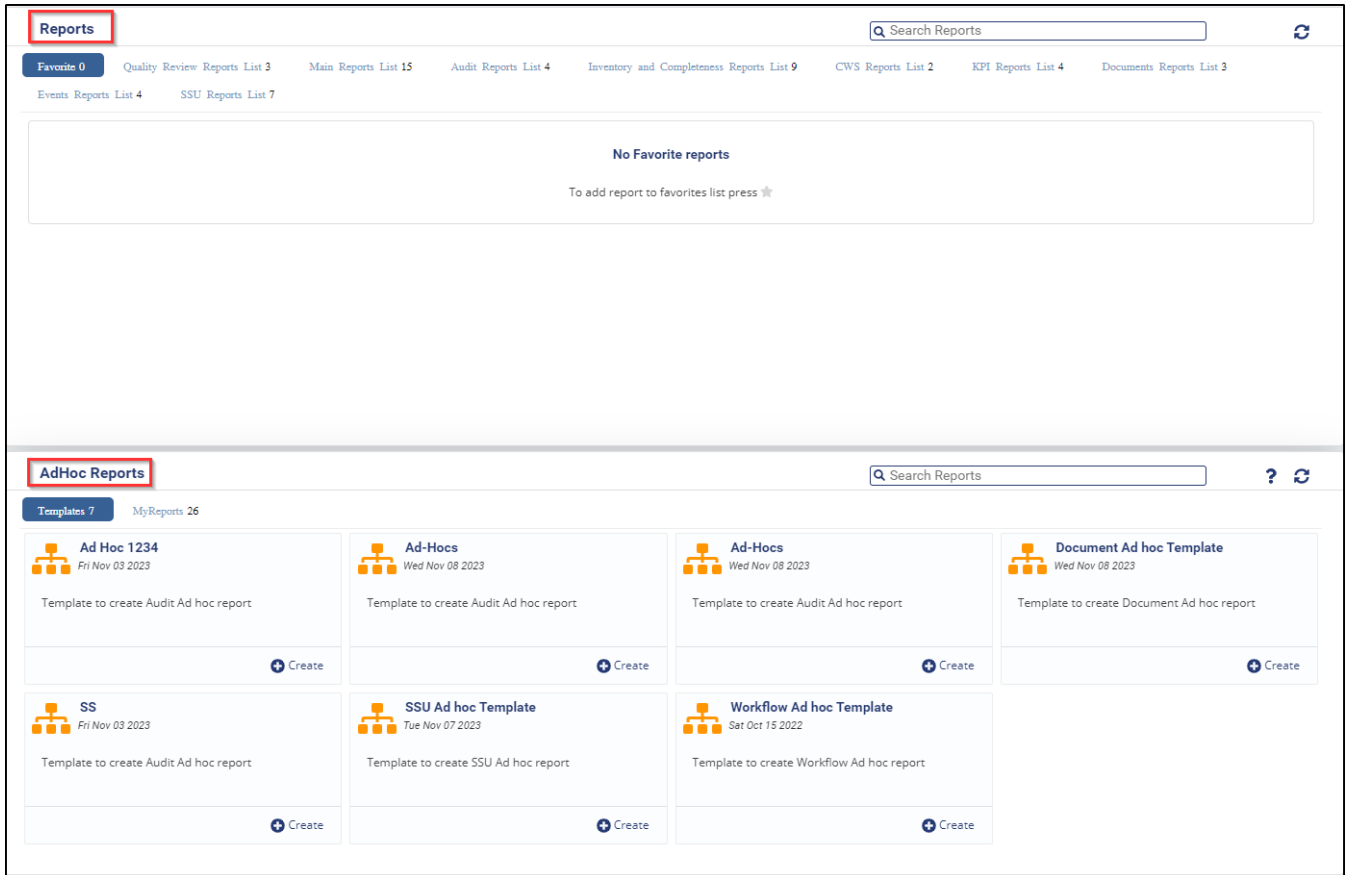 Reports
Search Reports
Favorite 0 Quality Review Reports List 3 Main Reports List 15 Audit Reports List 4 Inventory and Completeness Reports List 9 CWS Reports List 2 KPI Reports List 4 Documents Reports List 3
Events Reports List 4 SSU Reports List 7
No Favorite reports
To add report to favorites list press
AdHoc Reports
Search Reports
?
Templates 7 MyReports 26
Ad Hoc 1234
Fri Nov 03 2023
Template to create Audit Ad hoc report
Create
Ad-Hocs
Wed Nov 08 2023
Template to create Audit Ad hoc report
Create
Ad-Hocs
Wed Nov 08 2023
Template to create Audit Ad hoc report
Create
Document Ad hoc Template
Wed Nov 08 2023
Template to create Document Ad hoc report
Create
SS
Fri Nov 03 2023
Template to create Audit Ad hoc report
Create
SSU Ad hoc Template
Tue Nov 07 2023
Template to create SSU Ad hoc report
Create
Workflow Ad hoc Template
Sat Oct 15 2022
Template to create Workflow Ad hoc report
Create